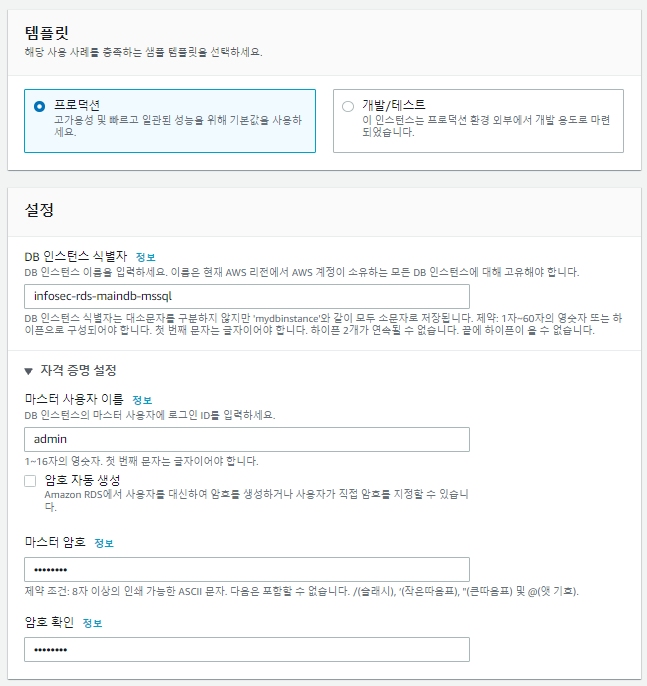 템플릿
해당 사용 사례를 충족하는 샘플 템플릿을 선택하세요.
프로덕션
고가용성 및 빠르고 일관된 성능을 위해 기본값을 사용하
세요.
개발/테스트
이 인스턴스는 프로덕션 환경 외부에서 개발 용도로 마련
되었습니다.
설정
DB 인스턴스 식별자 정보
DB 인스턴스 이름을 입력하세요. 이름은 현재 AWS 리전에서 AWS 계정이 소유하는 모든 DB 인스턴스에 대해 고유해야 합니다.
infosec-rds-maindb-mssql
DB 인스턴스 식별자는 대소문자를 구분하지 않지만 'mydbinstance'와 같이 모두 소문자로 저장됩니다. 제약: 1자~60자의 영숫자 또는 하
이픈으로 구성되어야 합니다. 첫 번째 문자는 글자이어야 합니다. 하이픈 2개가 연속될 수 없습니다. 끝에 하이픈이 올 수 없습니다.
▼ 자격 증명 설정
마스터 사용자 이름 정보
DB 인스턴스의 마스터 사용자에 로그인 ID를 입력하세요.
admin
1~16자의 영숫자. 첫 번째 문자는 글자이어야 합니다.
암호 자동 생성
Amazon RDS에서 사용자를 대신하여 암호를 생성하거나 사용자가 직접 암호를 지정할 수 있습니
다.
마스터 암호 정보
••••••••
제약 조건: 8자 이상의 인쇄 가능한 ASCII 문자. 다음은 포함할 수 없습니다. /(슬래시), '(작은따옴표), "(큰따옴표) 및 @(앳 기호).
암호 확인 정보
••••••••